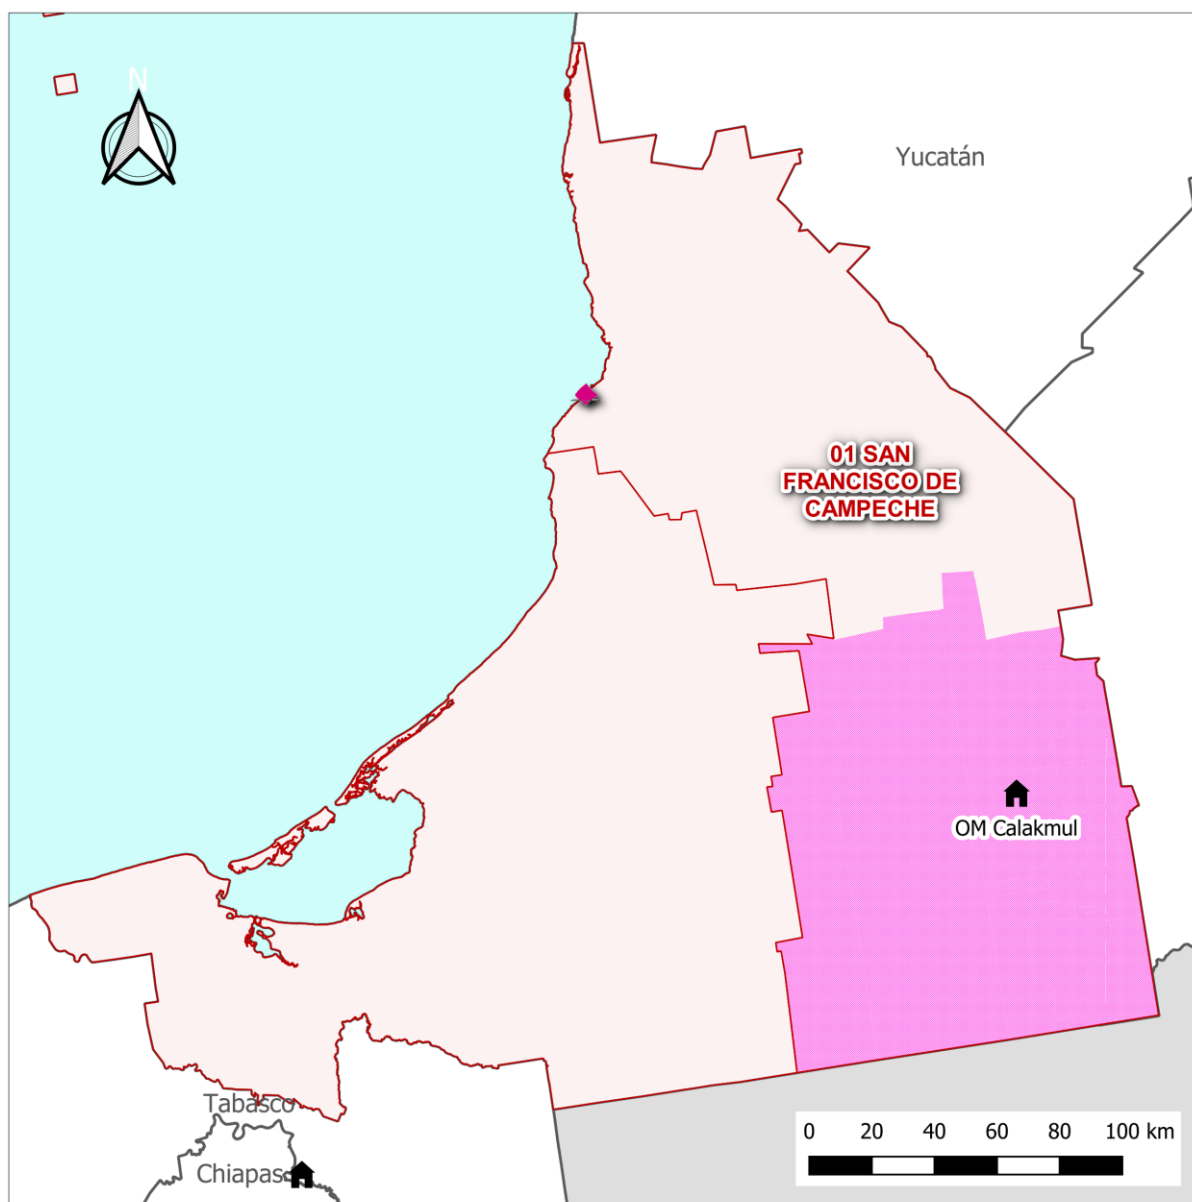 N
Yucatán
01 SAN
FRANCISCO DE
CAMPECHE
OM Calakmul
Tabasco
Chiapas
0 20 40 60 80 100 km